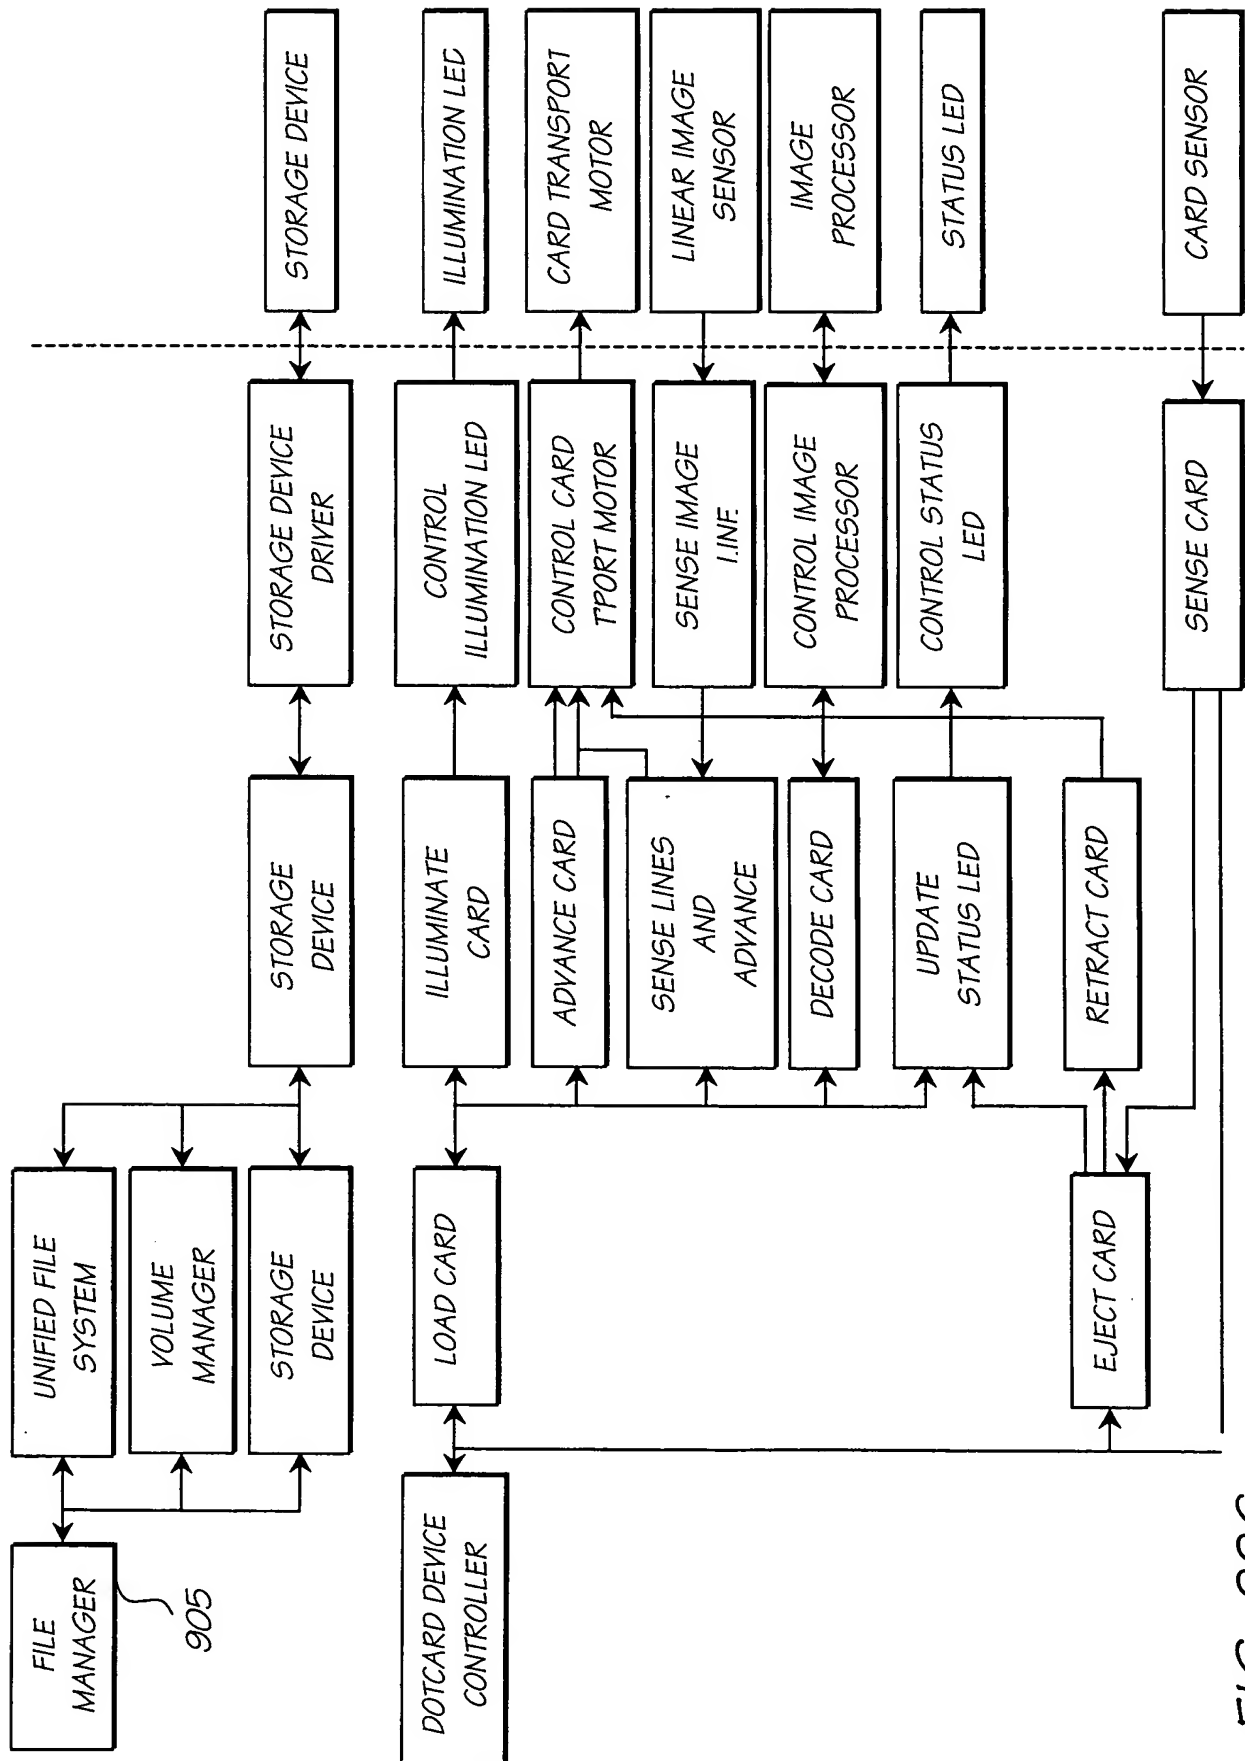 FILE
MANAGER
905
UNIFIED FILE
SYSTEM
VOLUME
MANAGER
STORAGE
DEVICE
STORAGE
DEVICE
STORAGE DEVICE
DRIVER
STORAGE DEVICE
DOTCARD DEVICE
CONTROLLER
LOAD CARD
ILLUMINATE
CARD
CONTROL
ILLUMINATION LED
ILLUMINATION LED
ADVANCE CARD
CONTROL CARD
T'PORT MOTOR
CARD TRANSPORT
MOTOR
SENSE LINES
AND
ADVANCE
SENSE IMAGE
I.INF.
LINEAR IMAGE
SENSOR
DECODE CARD
CONTROL IMAGE
PROCESSOR
IMAGE
PROCESSOR
UPDATE
STATUS LED
CONTROL STATUS
LED
STATUS LED
EJECT CARD
RETRACT CARD
SENSE CARD
CARD SENSOR
FIG.